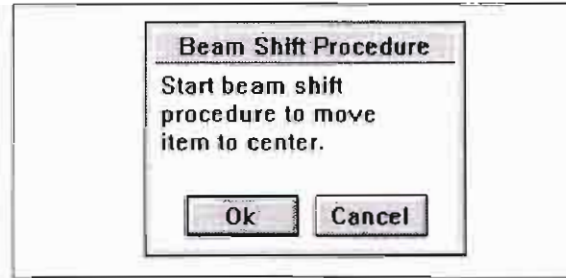 Beam Shift Procedure
Start beam shift
procedure to move
item to center.
Ok
Cancel